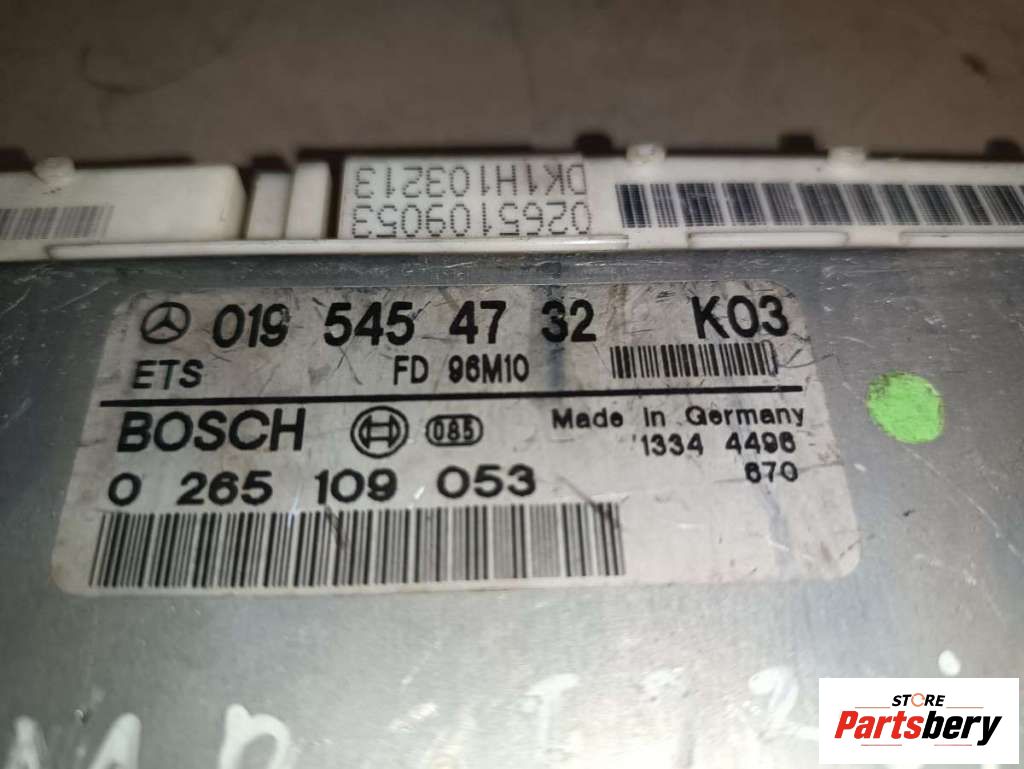 DK1H103213
0265109053
019 545 47 32 K03
ETS FD 96M10
BOSCH 085 Made In Germany
1334 4496
0 265 109 053 670
STORE
Partsbery